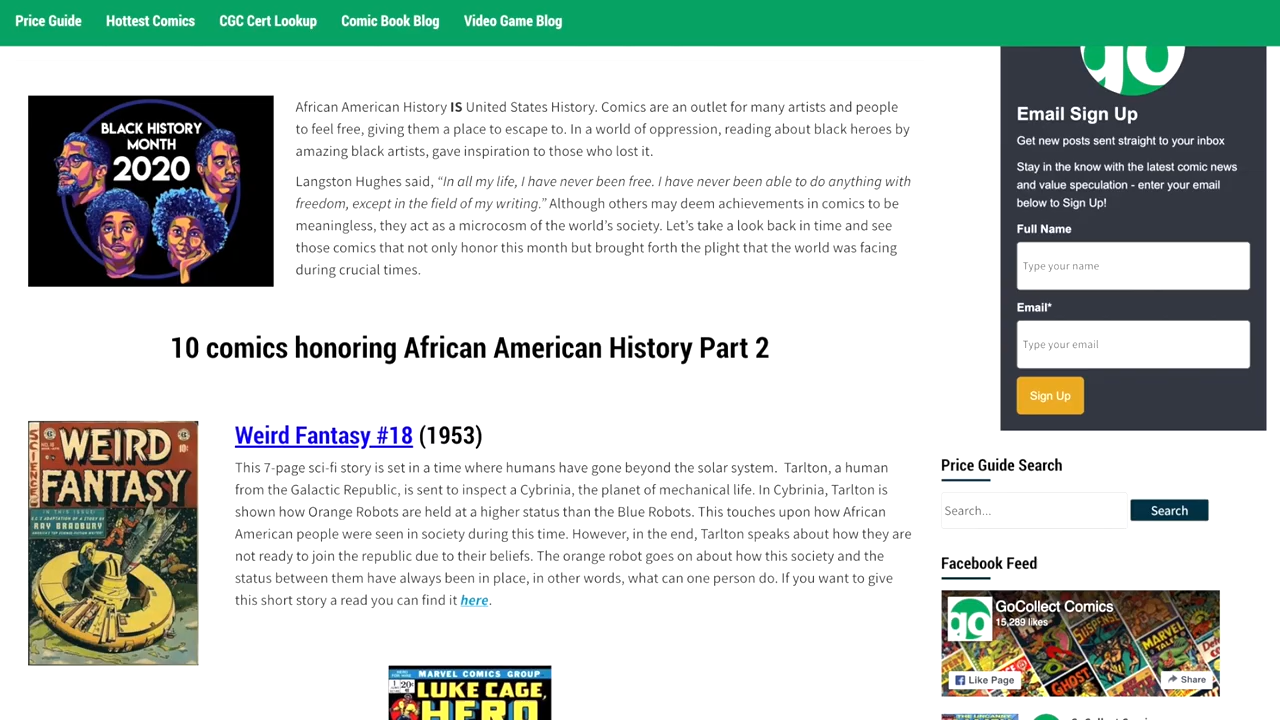 Price Guide
Hottest Comics
CGC Cert Lookup
Comic Book Blog
Video Game Blog
BLACK HISTORY
MONTH
2020
African American History IS United States History. Comics are an outlet for many artists and people
to feel free, giving them a place to escape to. In a world of oppression, reading about black heroes by
amazing black artists, gave inspiration to those who lost it.
Langston Hughes said, “In all my life, I have never been free. I have never been able to do anything with
freedom, except in the field of my writing.” Although others may deem achievements in comics to be
meaningless, they act as a microcosm of the world’s society. Let’s take a look back in time and see
those comics that not only honor this month but brought forth the plight that the world was facing
during crucial times.
10 comics honoring African American History Part 2
SCIENCE
WEIRD
FANTASY
IN THIS ISSUE:
RAY BRADBURY
Weird Fantasy #18 (1953)
This 7-page sci-fi story is set in a time where humans have gone beyond the solar system. Tarlton, a human
from the Galactic Republic, is sent to inspect a Cybrinia, the planet of mechanical life. In Cybrinia, Tarlton is
shown how Orange Robots are held at a higher status than the Blue Robots. This touches upon how African
American people were seen in society during this time. However, in the end, Tarlton speaks about how they are
not ready to join the republic due to their beliefs. The orange robot goes on about how this society and the
status between them have always been in place, in other words, what can one person do. If you want to give
this short story a read you can find it here.
MARVEL COMICS GROUP
LUKE CAGE,
HERO
go
Email Sign Up
Get new posts sent straight to your inbox
Stay in the know with the latest comic news
and value speculation - enter your email
below to Sign Up!
Full Name
Type your name
Email*
Type your email
Sign Up
Price Guide Search
Search...
Search
Facebook Feed
go
GoCollect Comics
15,289 likes
SUSPENSE
MARVEL
TALES
GHOST
Like Page
Share